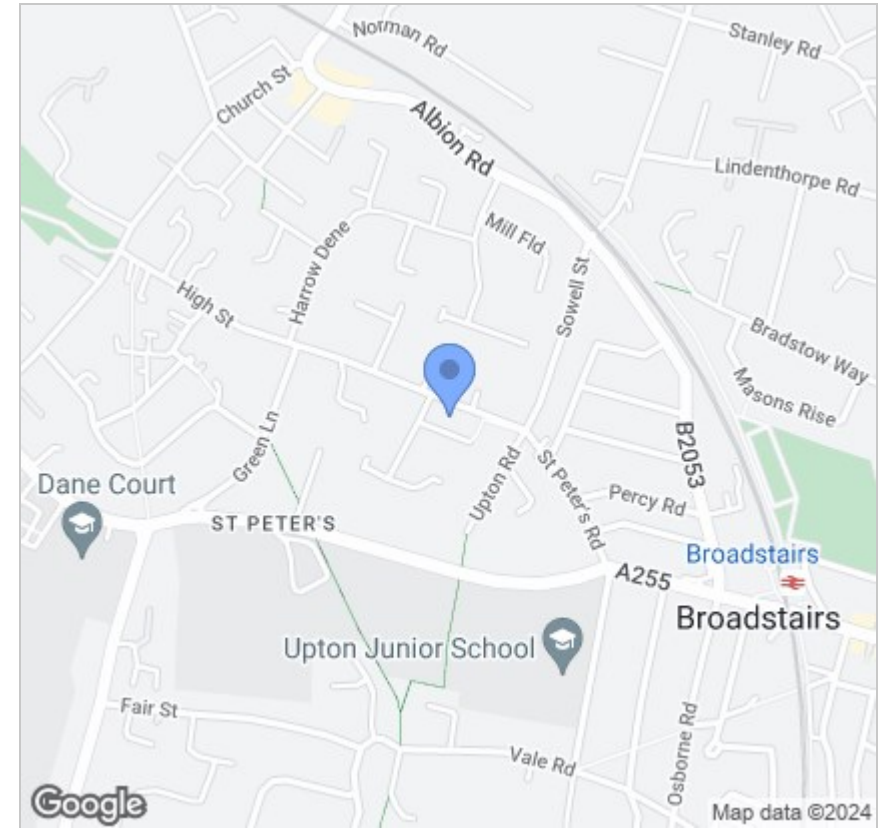 Norman Rd
Stanley Rd
Church St
Albion Rd
Lindenthorpe Rd
Mill Fld
Harrow Dene
High St
Sowell St
Bradstow Way
Masons Rise
B2053
Green Ln
Upton Rd
St Peter's Rd
Dane Court
Percy Rd
ST PETER'S
Broadstairs
A255
Broadstairs
Upton Junior School
Fair St
Osborne Rd
Vale Rd
Google
Map data ©2024